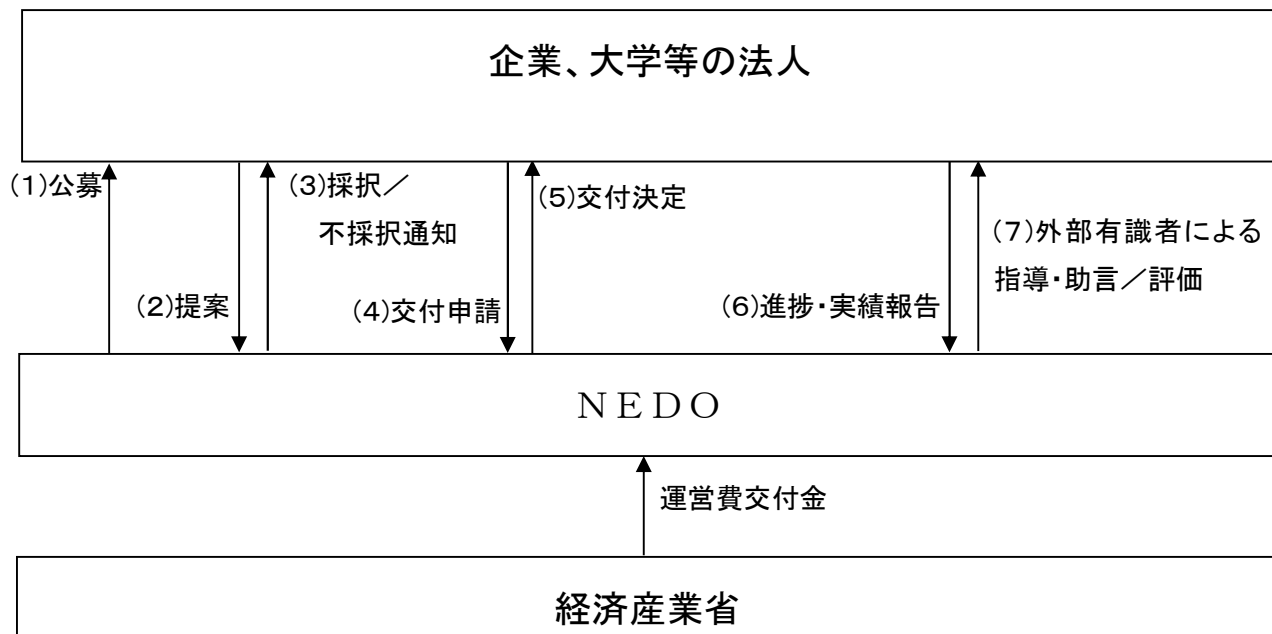 企業、大学等の法人
(1)公募
(2)提案
(3)採択／
不採択通知
(4)交付申請
(5)交付決定
(6)進捗・実績報告
(7)外部有識者による
指導・助言／評価
NEDO
運営費交付金
経済産業省